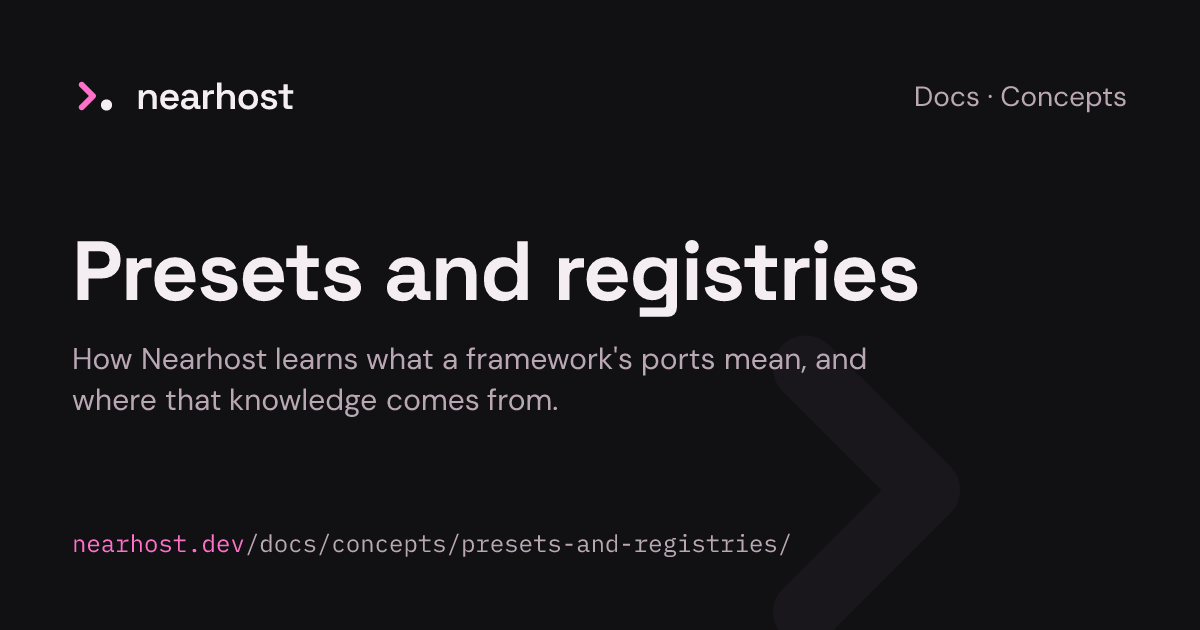 nearhost
Docs · Concepts
Presets and registries
How Nearhost learns what a framework's ports mean, and
where that knowledge comes from.
nearhost.dev/docs/concepts/presets-and-registries/